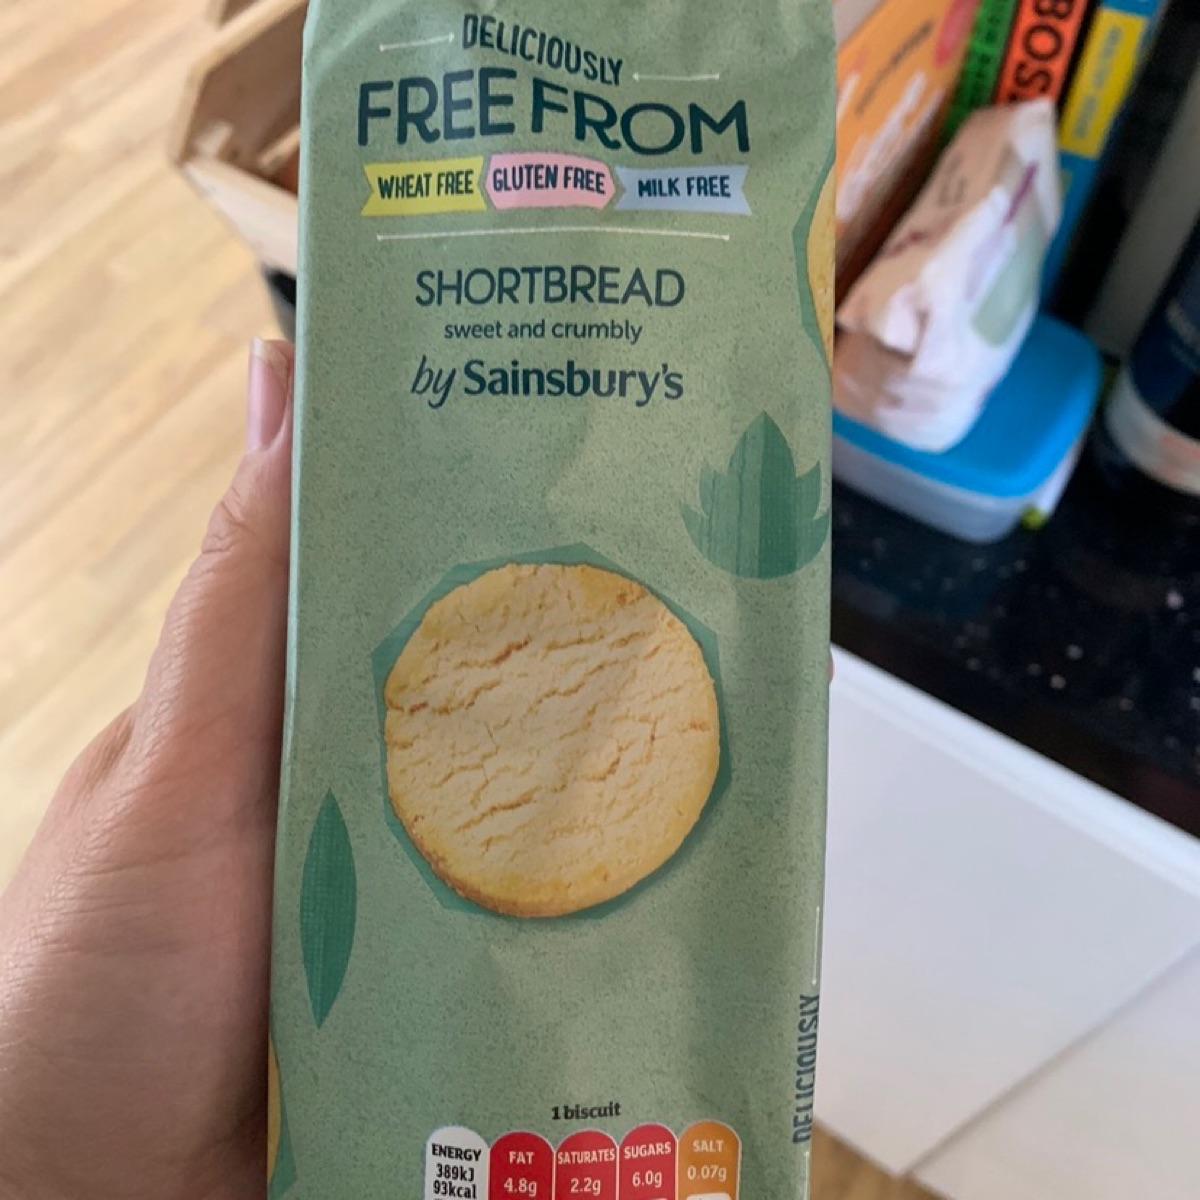 DELICIOUSLY
FREE FROM
WHEAT FREE GLUTEN FREE MILK FREE
SHORTBREAD
sweet and crumbly
by Sainsbury's
DELICIOUSLY
1 biscuit
ENERGY 389kJ 93kcal
FAT 4.8g
SATURATES 2.2g
SUGARS 6.0g
SALT 0.07g